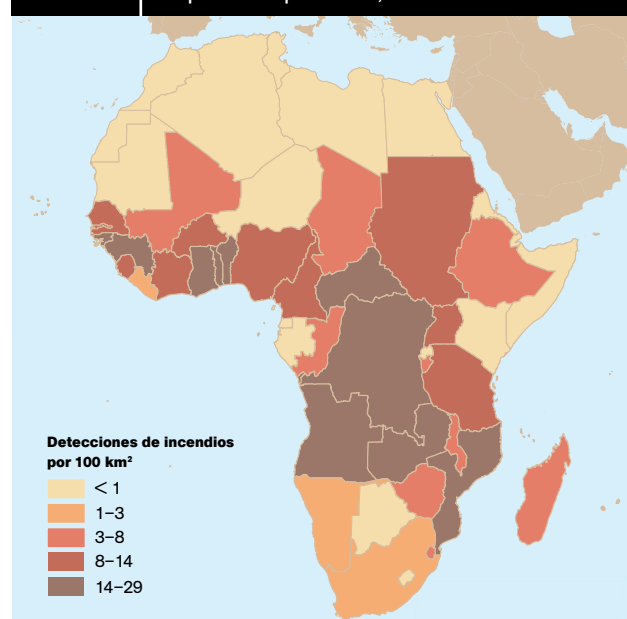 Detecciones de incendios
por 100 km²
< 1
1–3
3–8
8–14
14–29